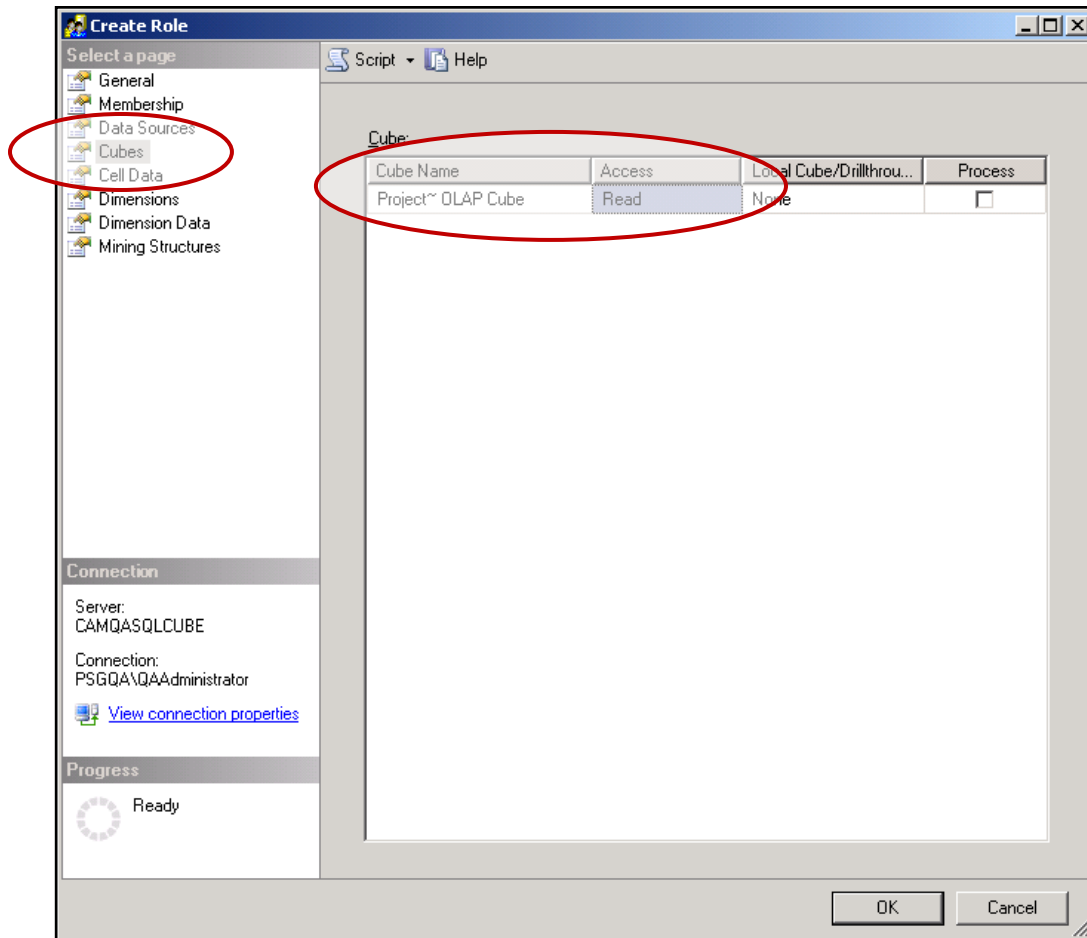 Create Role
Select a page
Script Help
General
Membership
Data Sources
Cubes
Cell Data
Dimensions
Dimension Data
Mining Structures
Cube:
Cube Name Access Local Cube/Drillthrou... Process
Project~ OLAP Cube Read None
Connection
Server:
CAMQASQLCUBE
Connection:
PSGQA\QAAdministrator
View connection properties
Progress
Ready
OK Cancel